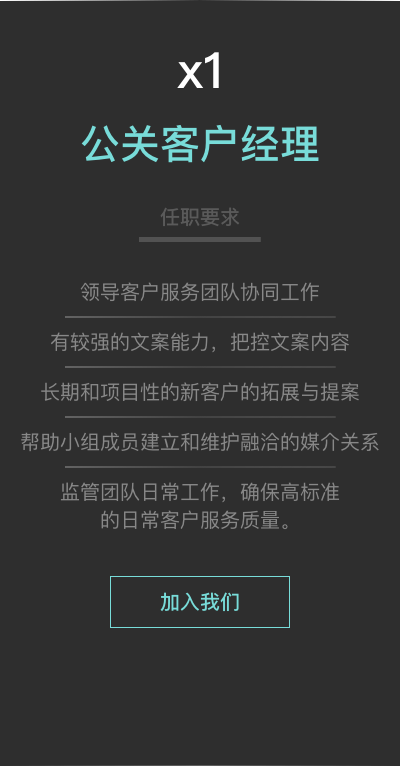 x1
公关客户经理
任职要求
领导客户服务团队协同工作
有较强的文案能力，把控文案内容
长期和项目性的新客户的拓展与提案
帮助小组成员建立和维护融洽的媒介关系
监管团队日常工作，确保高标准
的日常客户服务质量。
加入我们